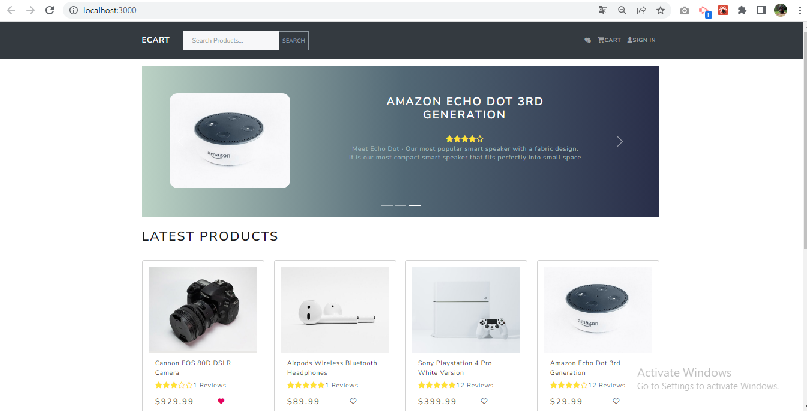 localhost:3000
ECART
Search Products...
SEARCH
CART
SIGN IN
AMAZON ECHO DOT 3RD
GENERATION
Meet Echo Dot - Our most popular smart speaker with a fabric design.
It is our most compact smart speaker that fits perfectly into small space
LATEST PRODUCTS
amazon
Cannon EOS 80D DSLR
Camera
1 Reviews
$929.99
Airpods Wireless Bluetooth
Headphones
1 Reviews
$89.99
Sony Playstation 4 Pro
White Version
12 Reviews
$399.99
Amazon Echo Dot 3rd
Generation
12 Reviews
$29.99
Activate Windows
Go to Settings to activate Windows.